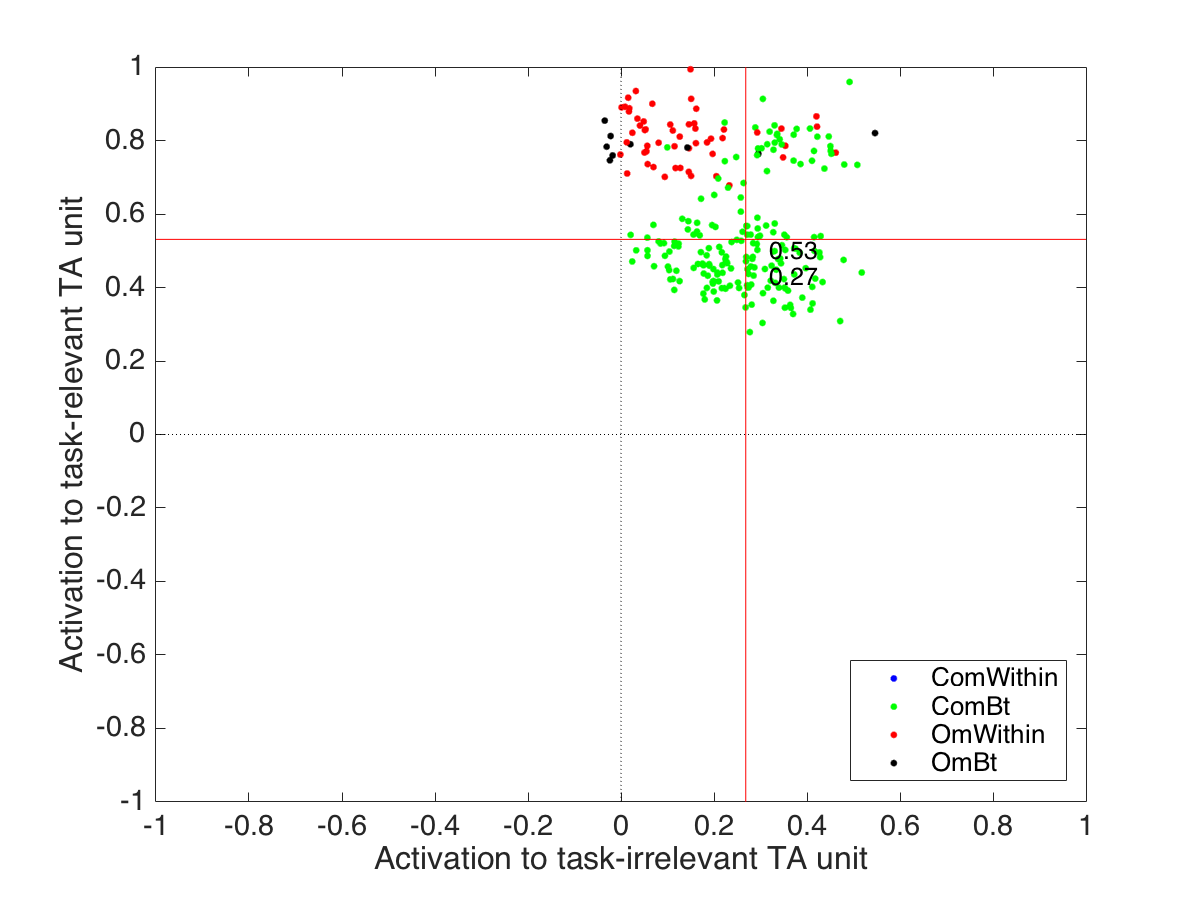 1
0.8
0.6
0.4
0.2
0
-0.2
-0.4
-0.6
-0.8
-1
Activation to task-relevant TA unit
0.53
0.27
ComWithin
ComBt
OmWithin
OmBt
-1 -0.8 -0.6 -0.4 -0.2 0 0.2 0.4 0.6 0.8 1
Activation to task-irrelevant TA unit